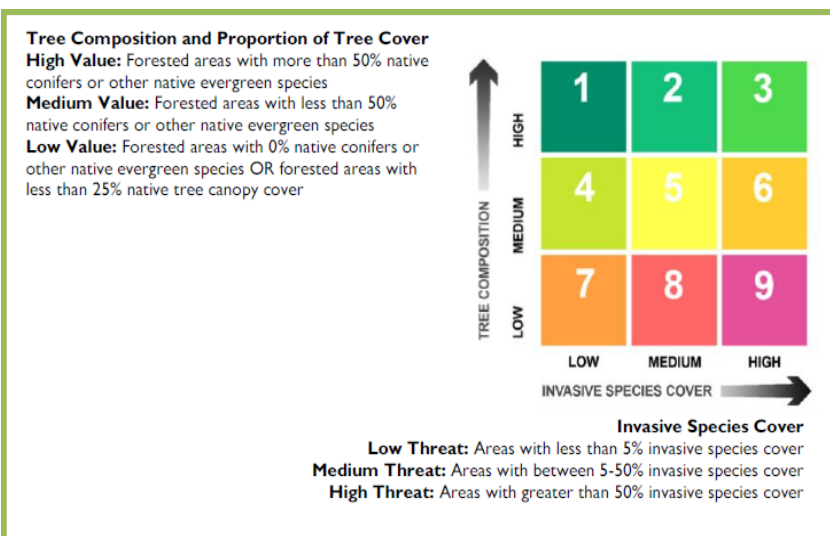 Tree Composition and Proportion of Tree Cover
High Value: Forested areas with more than 50% native
conifers or other native evergreen species
Medium Value: Forested areas with less than 50%
native conifers or other native evergreen species
Low Value: Forested areas with 0% native conifers or
other native evergreen species OR forested areas with
less than 25% native tree canopy cover
TREE COMPOSITION
HIGH
MEDIUM
LOW
1 2 3
4 5 6
7 8 9
LOW MEDIUM HIGH
INVASIVE SPECIES COVER
Invasive Species Cover
Low Threat: Areas with less than 5% invasive species cover
Medium Threat: Areas with between 5-50% invasive species cover
High Threat: Areas with greater than 50% invasive species cover